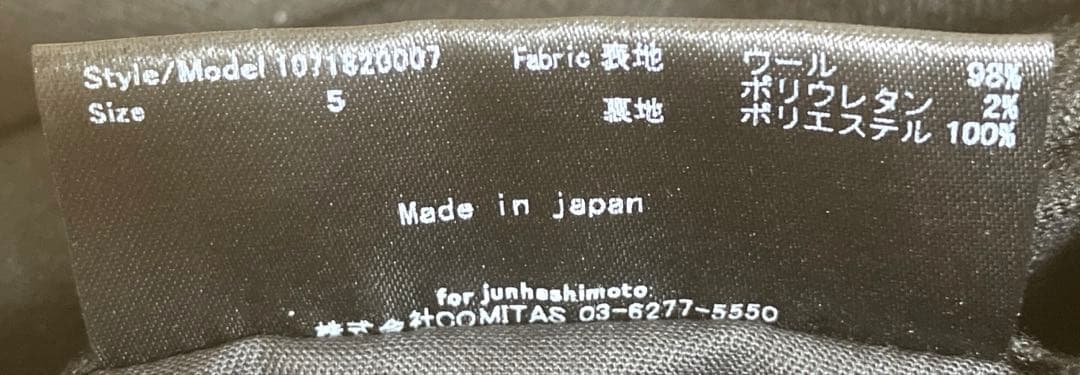 Style/Model 1071820007 Fabric 表地 ウール 98%
ポリウレタン 2%
Size 5 裏地 ポリエステル 100%
Made in japan
for junhashimoto
株式会社COMITAS 03-6277-5550